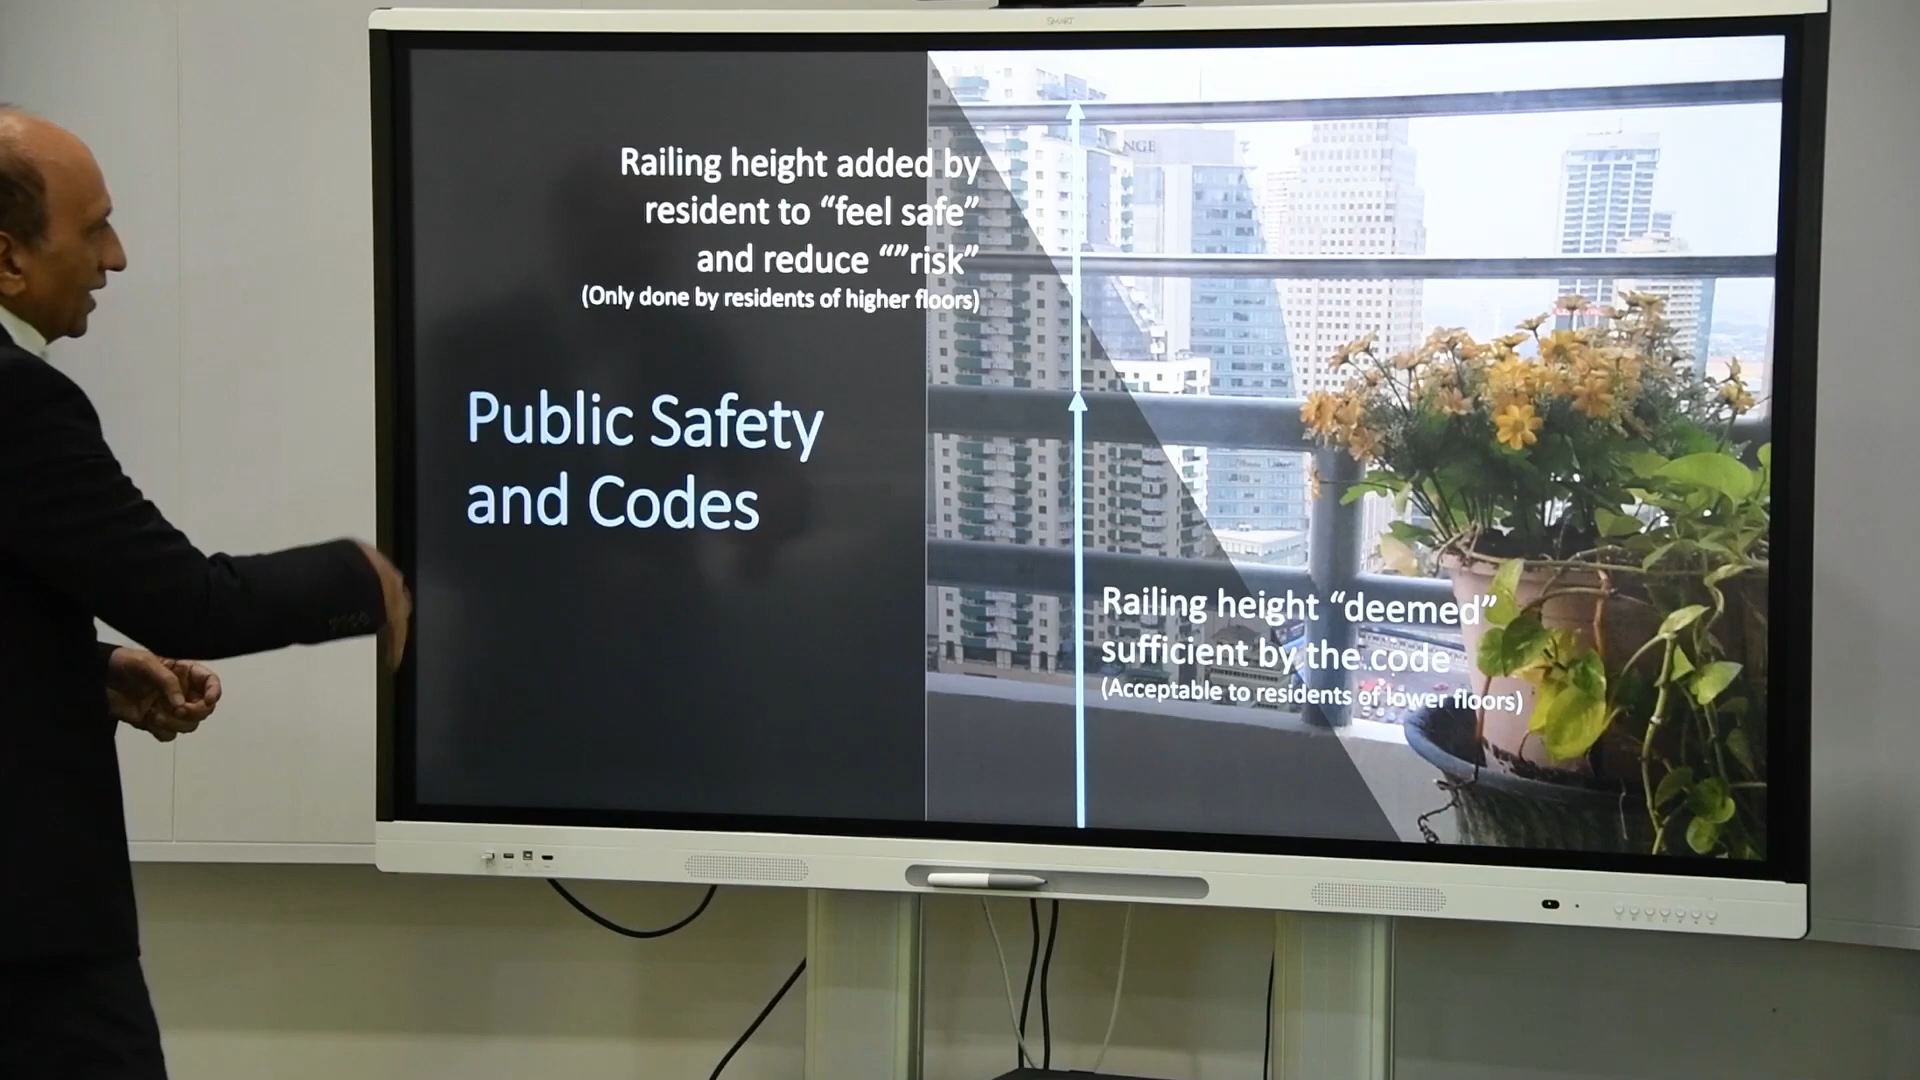 SMART
Railing height added by
resident to “feel safe”
and reduce “”risk”
(Only done by residents of higher floors)
Public Safety
and Codes
Railing height “deemed”
sufficient by the code
(Acceptable to residents of lower floors)